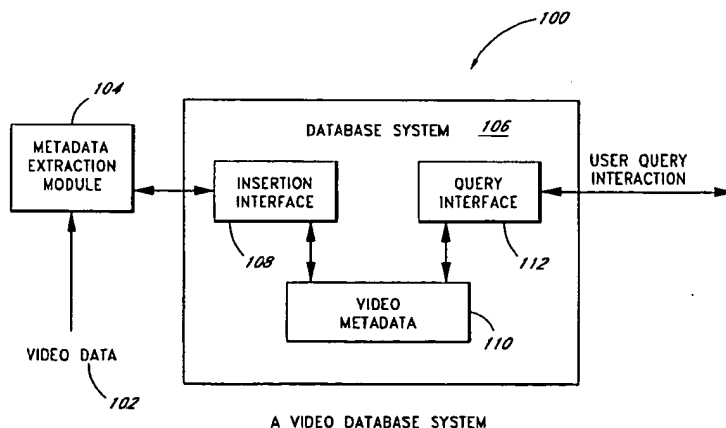 100
104
METADATA
EXTRACTION
MODULE
DATABASE SYSTEM 106
INSERTION
INTERFACE
108
QUERY
INTERFACE
112
USER QUERY
INTERACTION
VIDEO
METADATA
110
VIDEO DATA
102
A VIDEO DATABASE SYSTEM